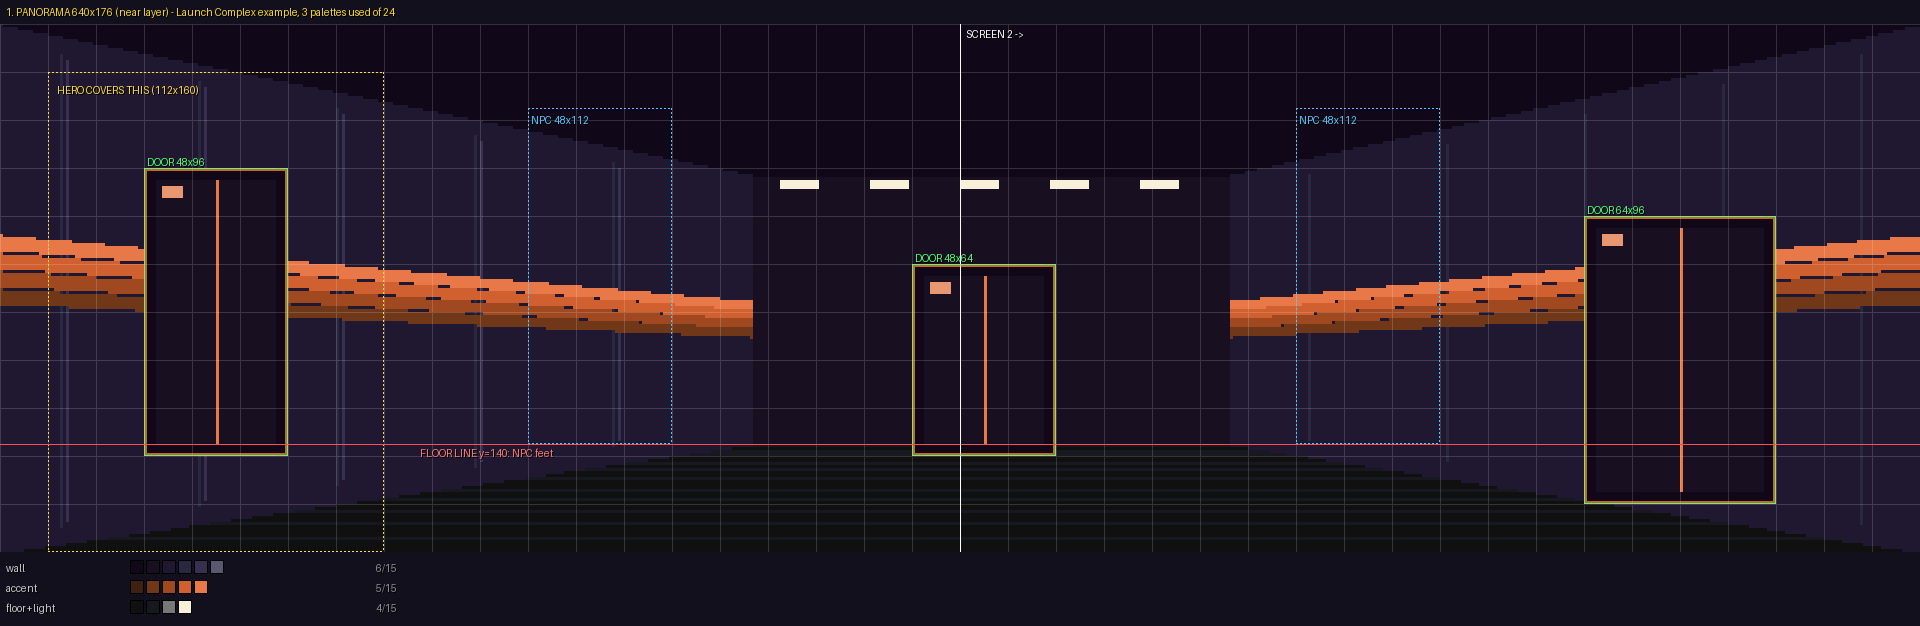 1. PANORAMA 640x176 (near layer) - Launch Complex example, 3 palettes used of 24
SCREEN 2 ->
HERO COVERS THIS (112x160)
NPC 48x112
NPC 48x112
DOOR 48x96
DOOR 64x96
DOOR 48x64
FLOOR LINE y=140: NPC feet
wall 6/15
accent 5/15
floor+light 4/15